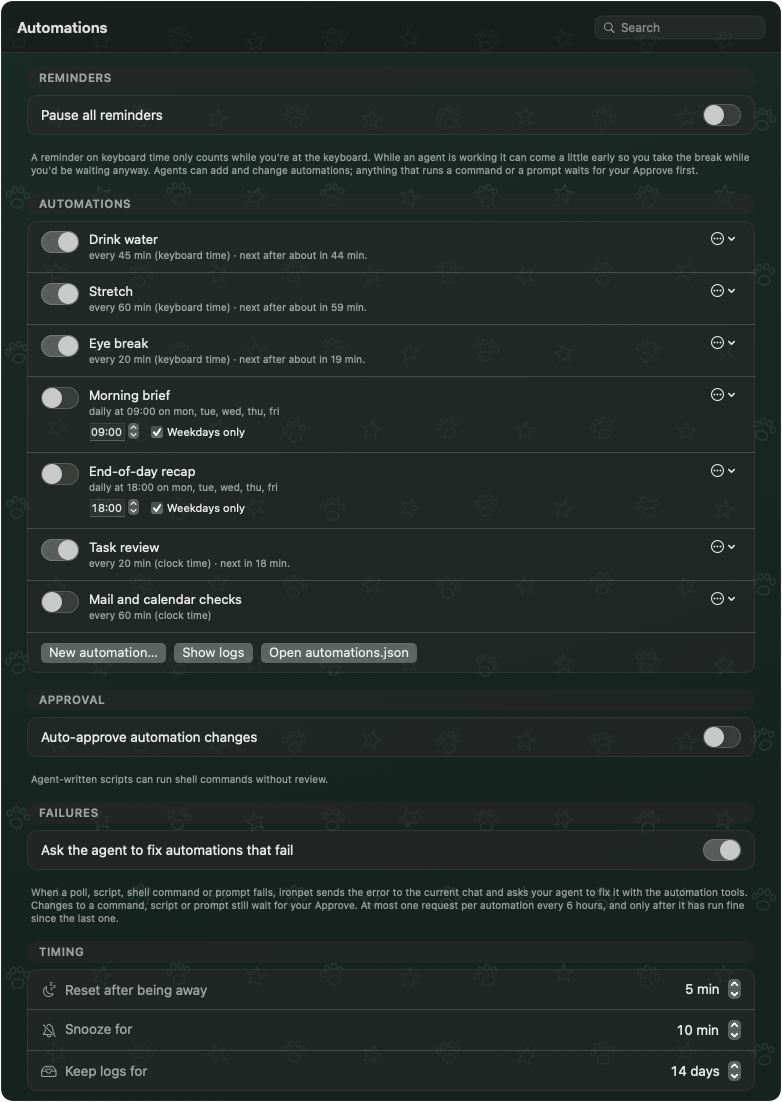 Automations
Search
REMINDERS
Pause all reminders
A reminder on keyboard time only counts while you're at the keyboard. While an agent is working it can come a little early so you take the break while
you'd be waiting anyway. Agents can add and change automations; anything that runs a command or a prompt waits for your Approve first.
AUTOMATIONS
Drink water
every 45 min (keyboard time) · next after about in 44 min.
Stretch
every 60 min (keyboard time) · next after about in 59 min.
Eye break
every 20 min (keyboard time) · next after about in 19 min.
Morning brief
daily at 09:00 on mon, tue, wed, thu, fri
09:00 Weekdays only
End-of-day recap
daily at 18:00 on mon, tue, wed, thu, fri
18:00 Weekdays only
Task review
every 20 min (clock time) · next in 18 min.
Mail and calendar checks
every 60 min (clock time)
New automation... Show logs Open automations.json
APPROVAL
Auto-approve automation changes
Agent-written scripts can run shell commands without review.
FAILURES
Ask the agent to fix automations that fail
When a poll, script, shell command or prompt fails, Ironpet sends the error to the current chat and asks your agent to fix it with the automation tools.
Changes to a command, script or prompt still wait for your Approve. At most one request per automation every 6 hours, and only after it has run fine
since the last one.
TIMING
Reset after being away 5 min
Snooze for 10 min
Keep logs for 14 days